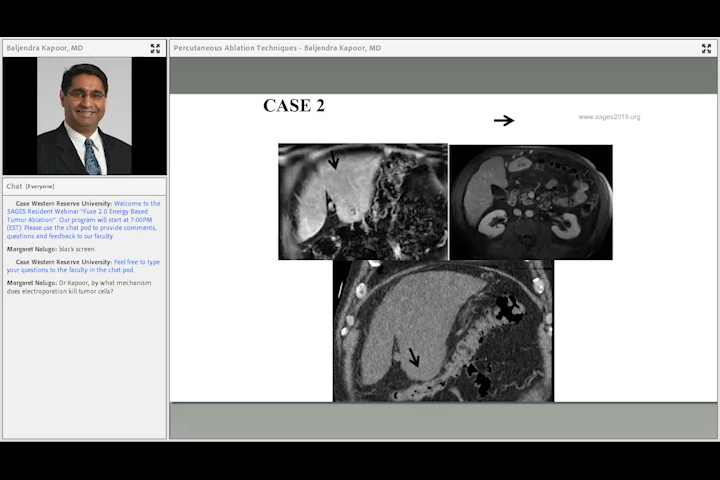 Baljendra Kapoor, MD
Percutaneous Ablation Techniques - Baljendra Kapoor, MD
CASE 2
www.sages2019.org
Chat (Everyone)
Case Western Reserve University: Welcome to the
SAGES Resident Webinar "Fuse 2.0 Energy Based
Tumor Ablation". Our program will start at 7:00PM
(EST). Please use the chat pod to provide comments,
questions and feedback to our faculty.
Margaret Nalugo: black screen
Case Western Reserve University: Feel free to type
your questions to the faculty in the chat pod.
Margaret Nalugo: Dr Kapoor, by what mechanism
does electroporation kill tumor cells?